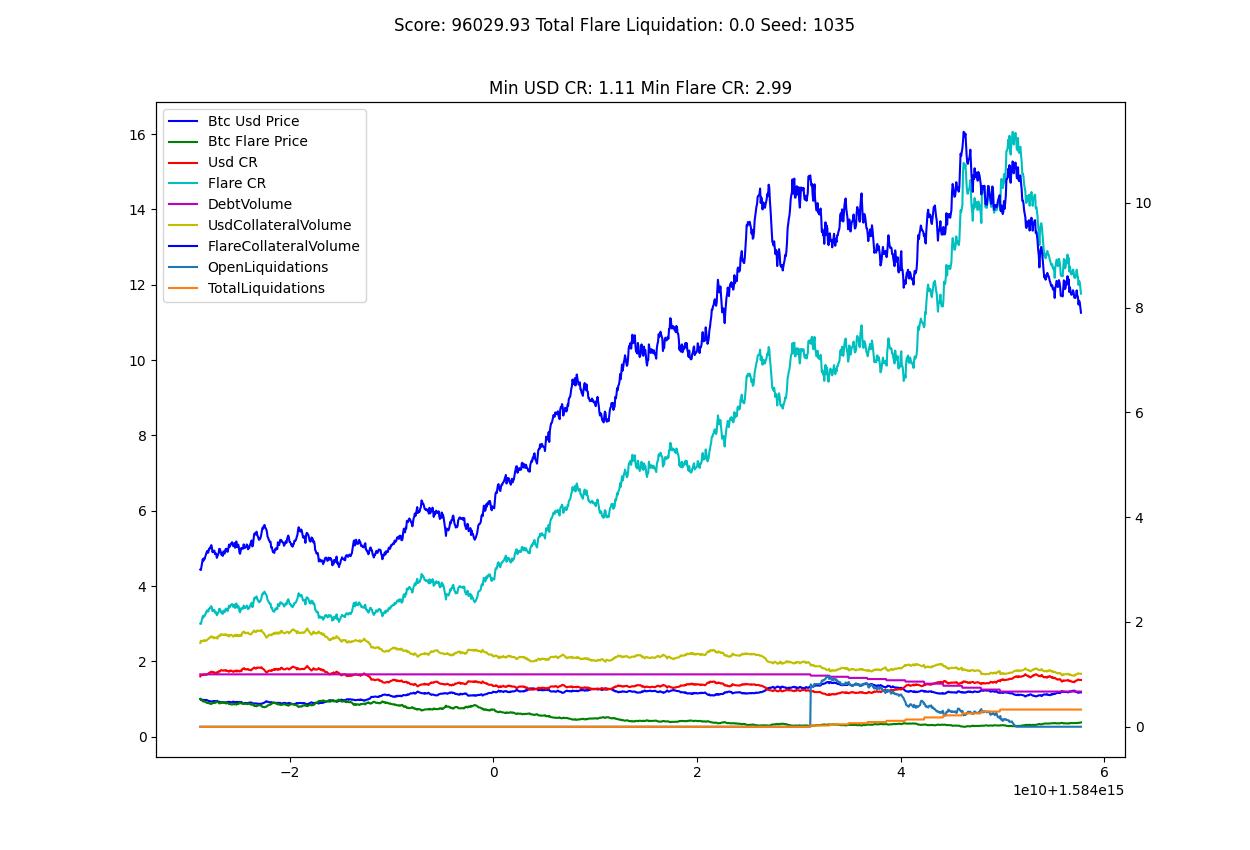 Score: 96029.93 Total Flare Liquidation: 0.0 Seed: 1035
Min USD CR: 1.11 Min Flare CR: 2.99
Btc Usd Price
Btc Flare Price
Usd CR
Flare CR
DebtVolume
UsdCollateralVolume
FlareCollateralVolume
OpenLiquidations
TotalLiquidations
16
14
12
10
8
6
4
2
0
10
8
6
4
2
0
−2
0
2
4
6
1e10+1.584e15